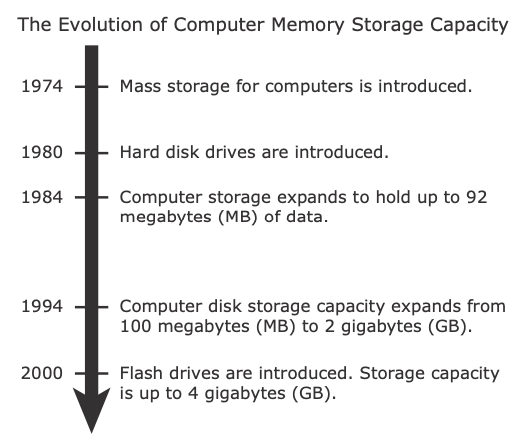 The Evolution of Computer Memory Storage Capacity
1974 Mass storage for computers is introduced.
1980 Hard disk drives are introduced.
1984 Computer storage expands to hold up to 92
megabytes (MB) of data.
1994 Computer disk storage capacity expands from
100 megabytes (MB) to 2 gigabytes (GB).
2000 Flash drives are introduced. Storage capacity
is up to 4 gigabytes (GB).